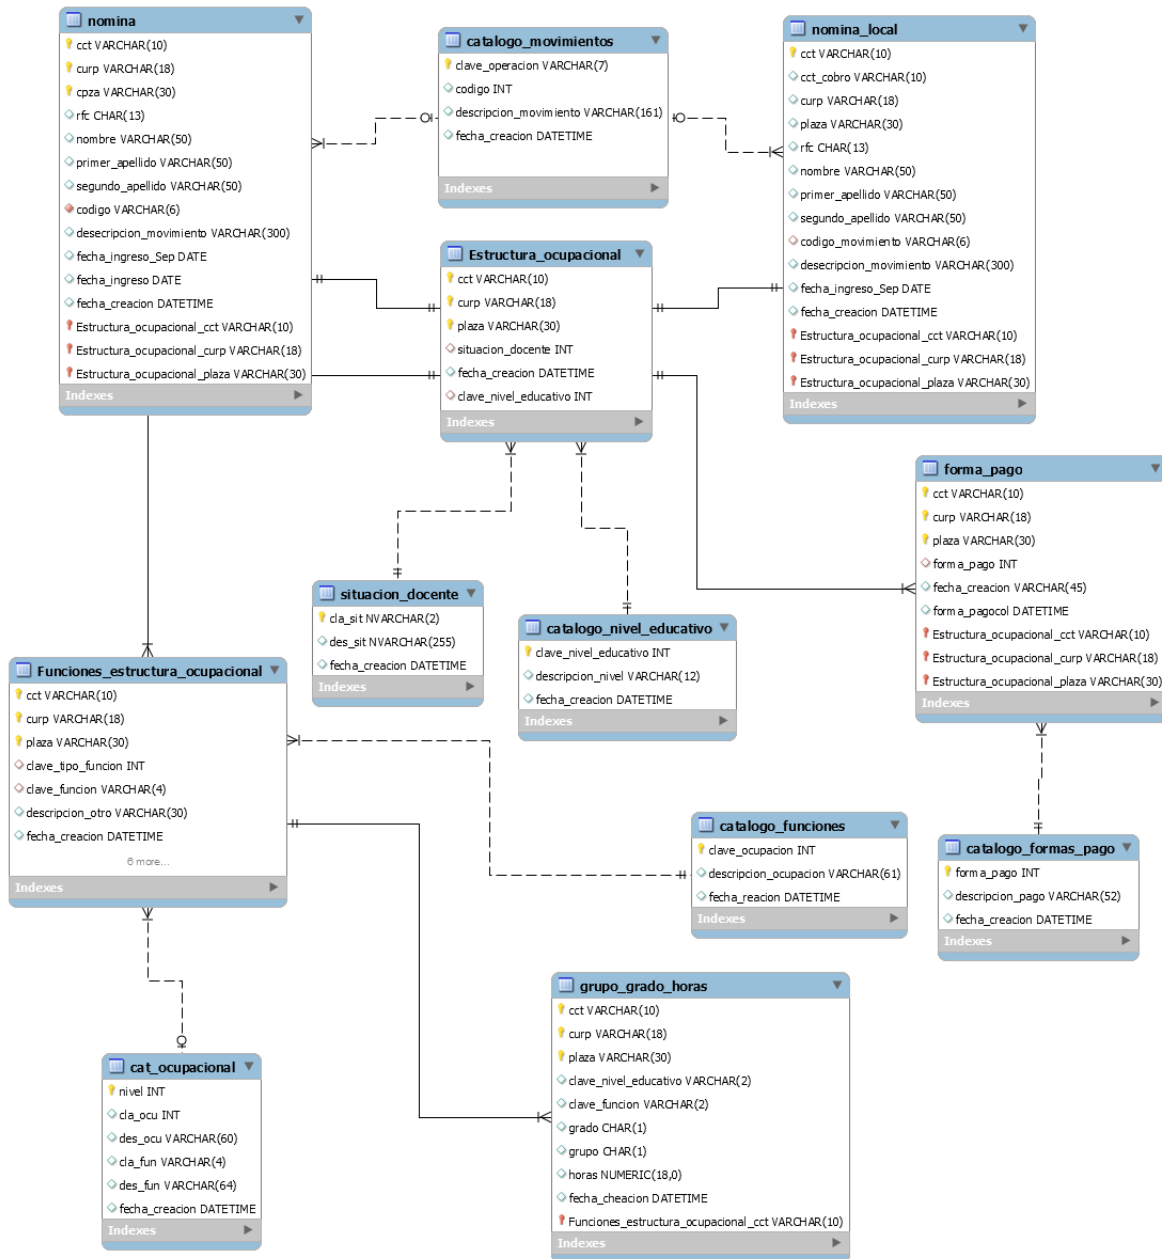 nomina
cct VARCHAR(10)
curp VARCHAR(18)
cpza VARCHAR(30)
rfc CHAR(13)
nombre VARCHAR(50)
primer_apellido VARCHAR(50)
segundo_apellido VARCHAR(50)
codigo VARCHAR(6)
desecripcion_movimiento VARCHAR(300)
fecha_ingreso_Sep DATE
fecha_ingreso DATE
fecha_creacion DATETIME
Estructura_ocupacional_cct VARCHAR(10)
Estructura_ocupacional_curp VARCHAR(18)
Estructura_ocupacional_plaza VARCHAR(30)
Indexes
catalogo_movimientos
clave_operacion VARCHAR(7)
codigo INT
descripcion_movimiento VARCHAR(161)
fecha_creacion DATETIME
Indexes
nomina_local
cct VARCHAR(10)
cct_cobro VARCHAR(10)
curp VARCHAR(18)
plaza VARCHAR(30)
rfc CHAR(13)
nombre VARCHAR(50)
primer_apellido VARCHAR(50)
segundo_apellido VARCHAR(50)
codigo_movimiento VARCHAR(6)
desecripcion_movimiento VARCHAR(300)
fecha_ingreso_Sep DATE
fecha_creacion DATETIME
Estructura_ocupacional_cct VARCHAR(10)
Estructura_ocupacional_curp VARCHAR(18)
Estructura_ocupacional_plaza VARCHAR(30)
Indexes
Estructura_ocupacional
cct VARCHAR(10)
curp VARCHAR(18)
plaza VARCHAR(30)
situacion_docente INT
fecha_creacion DATETIME
clave_nivel_educativo INT
Indexes
forma_pago
cct VARCHAR(10)
curp VARCHAR(18)
plaza VARCHAR(30)
forma_pago INT
fecha_creacion VARCHAR(45)
forma_pagocol DATETIME
Estructura_ocupacional_cct VARCHAR(10)
Estructura_ocupacional_curp VARCHAR(18)
Estructura_ocupacional_plaza VARCHAR(30)
Indexes
situacion_docente
cla_sit NVARCHAR(2)
des_sit NVARCHAR(255)
fecha_creacion DATETIME
Indexes
catalogo_nivel_educativo
clave_nivel_educativo INT
descripcion_nivel VARCHAR(12)
fecha_creacion DATETIME
Indexes
Funciones_estructura_ocupacional
cct VARCHAR(10)
curp VARCHAR(18)
plaza VARCHAR(30)
clave_tipo_funcion INT
clave_funcion VARCHAR(4)
descripcion_otro VARCHAR(30)
fecha_creacion DATETIME
6 more...
Indexes
catalogo_funciones
clave_ocupacion INT
descripcion_ocupacion VARCHAR(61)
fecha_reacion DATETIME
Indexes
catalogo_formas_pago
forma_pago INT
descripcion_pago VARCHAR(52)
fecha_creacion DATETIME
Indexes
grupo_grado_horas
cct VARCHAR(10)
curp VARCHAR(18)
plaza VARCHAR(30)
clave_nivel_educativo VARCHAR(2)
clave_funcion VARCHAR(2)
grado CHAR(1)
grupo CHAR(1)
horas NUMERIC(18,0)
fecha_cheacion DATETIME
Funciones_estructura_ocupacional_cct VARCHAR(10)
Indexes
cat_ocupacional
nivel INT
cla_ocu INT
des_ocu VARCHAR(60)
cla_fun VARCHAR(4)
des_fun VARCHAR(64)
fecha_creacion DATETIME
Indexes